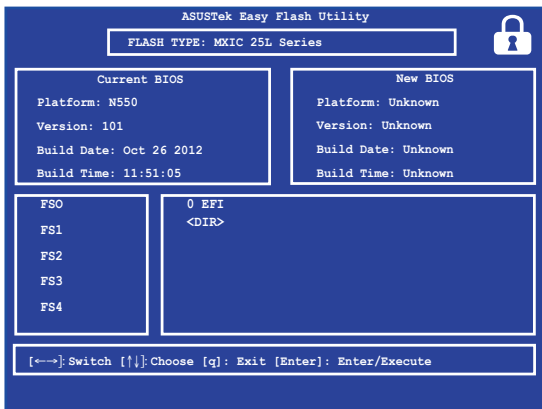 ASUSTek Easy Flash Utility
FLASH TYPE: MXIC 25L Series
Current BIOS
Platform: N550
Version: 101
Build Date: Oct 26 2012
Build Time: 11:51:05
New BIOS
Platform: Unknown
Version: Unknown
Build Date: Unknown
Build Time: Unknown
FSO
FS1
FS2
FS3
FS4
0 EFI
<DIR>
[←→]: Switch [↑↓]: Choose [q]: Exit [Enter]: Enter/Execute